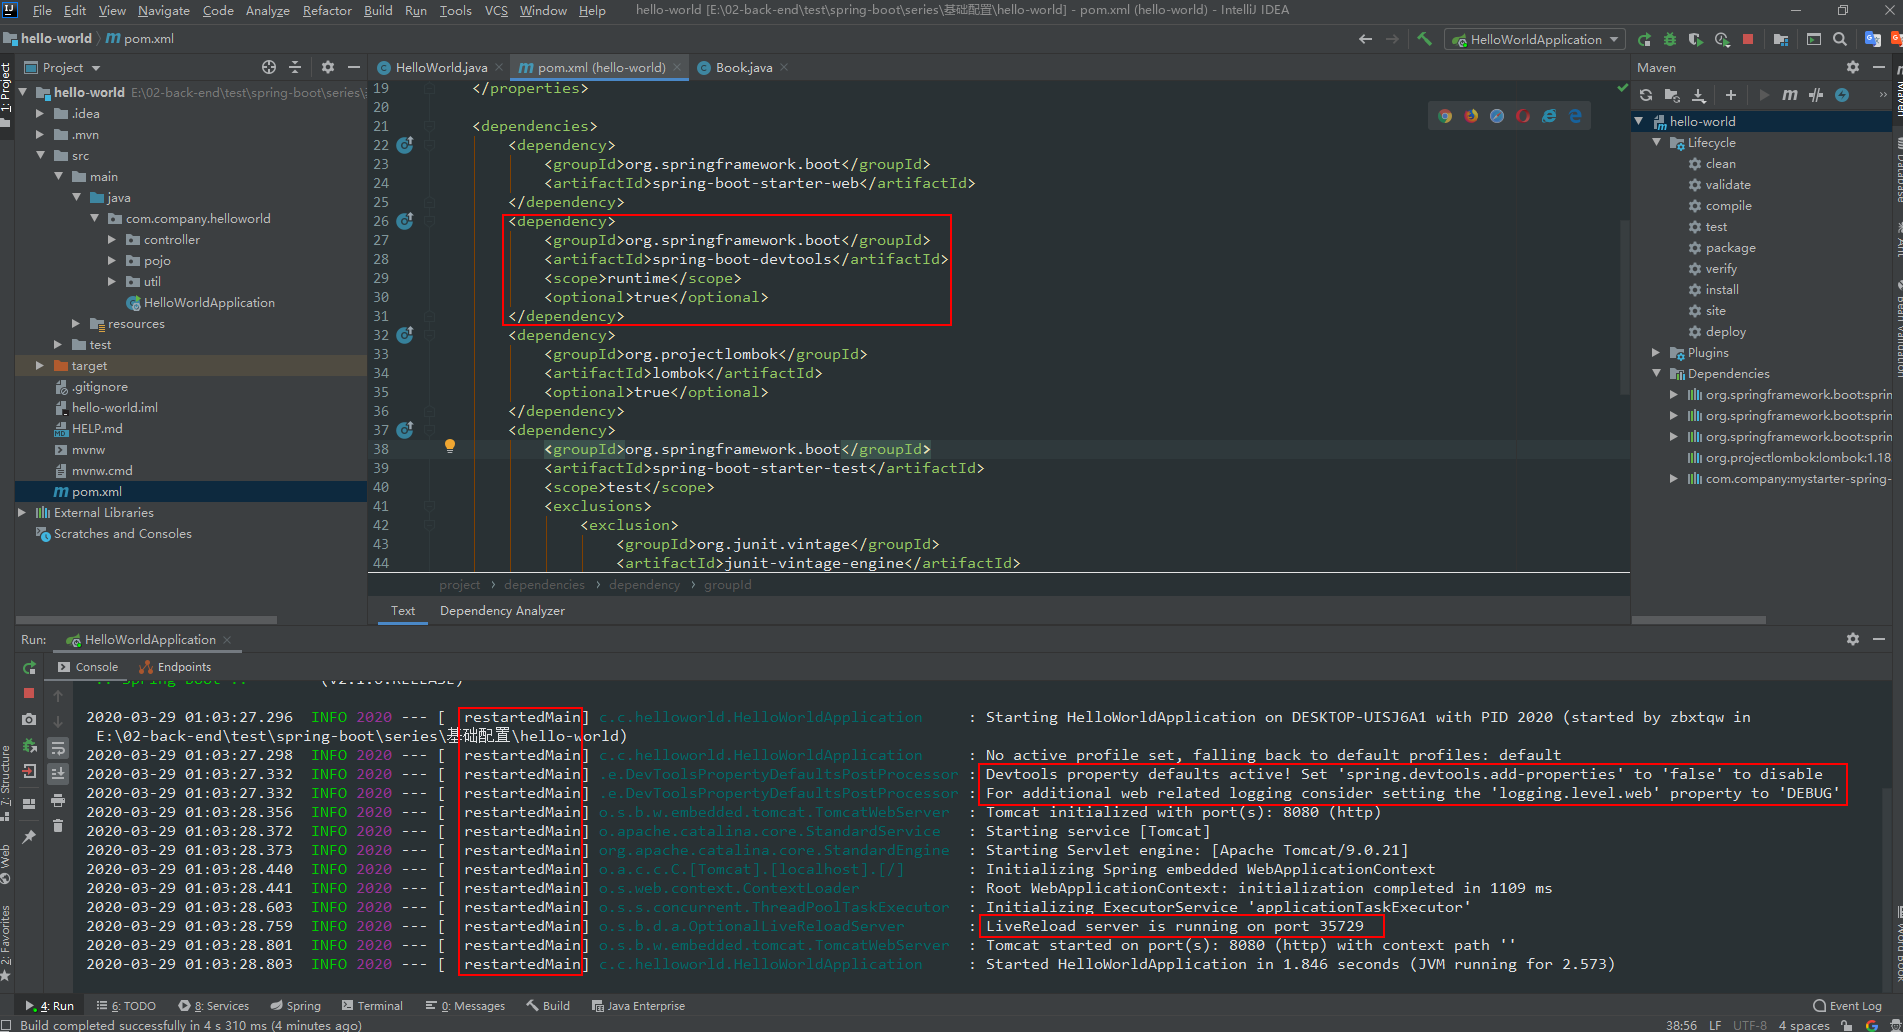 File Edit View Navigate Code Analyze Refactor Build Run Tools VCS Window Help hello-world [E:\02-back-end\test\spring-boot\series\基础配置\hello-world] - pom.xml (hello-world) - IntelliJ IDEA
hello-world pom.xml HelloWorldApplication
Project HelloWorld.java pom.xml (hello-world) Book.java Maven
hello-world E:\02-back-end\test\spring-boot\series\
.idea
.mvn
src
main
java
com.company.helloworld
controller
pojo
util
HelloWorldApplication
resources
test
target
.gitignore
hello-world.iml
HELP.md
mvnw
mvnw.cmd
pom.xml
External Libraries
Scratches and Consoles
19 </properties>
20
21 <dependencies>
22 <dependency>
23 <groupId>org.springframework.boot</groupId>
24 <artifactId>spring-boot-starter-web</artifactId>
25 </dependency>
26 <dependency>
27 <groupId>org.springframework.boot</groupId>
28 <artifactId>spring-boot-devtools</artifactId>
29 <scope>runtime</scope>
30 <optional>true</optional>
31 </dependency>
32 <dependency>
33 <groupId>org.projectlombok</groupId>
34 <artifactId>lombok</artifactId>
35 <optional>true</optional>
36 </dependency>
37 <dependency>
38 <groupId>org.springframework.boot</groupId>
39 <artifactId>spring-boot-starter-test</artifactId>
40 <scope>test</scope>
41 <exclusions>
42 <exclusion>
43 <groupId>org.junit.vintage</groupId>
44 <artifactId>junit-vintage-engine</artifactId>
project › dependencies › dependency › groupId
Text Dependency Analyzer
hello-world
Lifecycle
clean
validate
compile
test
package
verify
install
site
deploy
Plugins
Dependencies
org.springframework.boot:sprin
org.springframework.boot:sprin
org.springframework.boot:sprin
org.projectlombok:lombok:1.18
com.company:mystarter-spring-
1: Project
7: Structure
Web
2: Favorites
Run: HelloWorldApplication
Console Endpoints
:: Spring Boot :: (v2.1.6.RELEASE)
2020-03-29 01:03:27.296 INFO 2020 --- [ restartedMain] c.c.helloworld.HelloWorldApplication : Starting HelloWorldApplication on DESKTOP-UISJ6A1 with PID 2020 (started by zbxtqw in
E:\02-back-end\test\spring-boot\series\基础配置\hello-world)
2020-03-29 01:03:27.298 INFO 2020 --- [ restartedMain] c.c.helloworld.HelloWorldApplication : No active profile set, falling back to default profiles: default
2020-03-29 01:03:27.332 INFO 2020 --- [ restartedMain] .e.DevToolsPropertyDefaultsPostProcessor : Devtools property defaults active! Set 'spring.devtools.add-properties' to 'false' to disable
2020-03-29 01:03:27.332 INFO 2020 --- [ restartedMain] .e.DevToolsPropertyDefaultsPostProcessor : For additional web related logging consider setting the 'logging.level.web' property to 'DEBUG'
2020-03-29 01:03:28.356 INFO 2020 --- [ restartedMain] o.s.b.w.embedded.tomcat.TomcatWebServer : Tomcat initialized with port(s): 8080 (http)
2020-03-29 01:03:28.372 INFO 2020 --- [ restartedMain] o.apache.catalina.core.StandardService : Starting service [Tomcat]
2020-03-29 01:03:28.373 INFO 2020 --- [ restartedMain] org.apache.catalina.core.StandardEngine : Starting Servlet engine: [Apache Tomcat/9.0.21]
2020-03-29 01:03:28.440 INFO 2020 --- [ restartedMain] o.a.c.c.C.[Tomcat].[localhost].[/] : Initializing Spring embedded WebApplicationContext
2020-03-29 01:03:28.441 INFO 2020 --- [ restartedMain] o.s.web.context.ContextLoader : Root WebApplicationContext: initialization completed in 1109 ms
2020-03-29 01:03:28.603 INFO 2020 --- [ restartedMain] o.s.s.concurrent.ThreadPoolTaskExecutor : Initializing ExecutorService 'applicationTaskExecutor'
2020-03-29 01:03:28.759 INFO 2020 --- [ restartedMain] o.s.b.d.a.OptionalLiveReloadServer : LiveReload server is running on port 35729
2020-03-29 01:03:28.801 INFO 2020 --- [ restartedMain] o.s.b.w.embedded.tomcat.TomcatWebServer : Tomcat started on port(s): 8080 (http) with context path ''
2020-03-29 01:03:28.803 INFO 2020 --- [ restartedMain] c.c.helloworld.HelloWorldApplication : Started HelloWorldApplication in 1.846 seconds (JVM running for 2.573)
4: Run 6: TODO 8: Services Spring Terminal 0: Messages Build Java Enterprise Event Log
Build completed successfully in 4 s 310 ms (4 minutes ago) 38:56 LF UTF-8 4 spaces